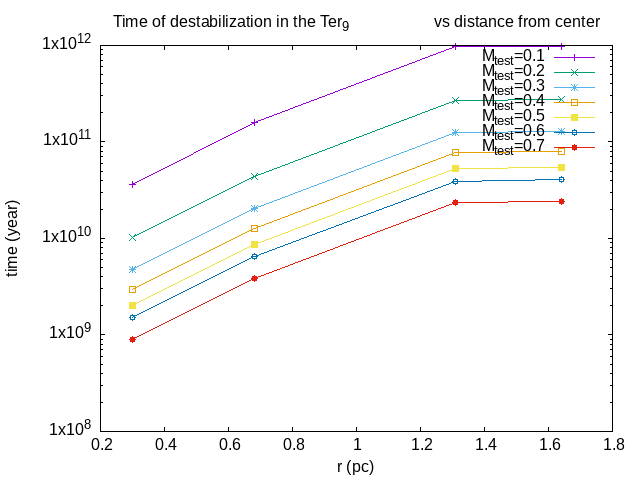 Time of destabilization in the Ter9 vs distance from center
1x10^12
1x10^11
1x10^10
1x10^9
1x10^8
time (year)
Mtest=0.1
Mtest=0.2
Mtest=0.3
Mtest=0.4
Mtest=0.5
Mtest=0.6
Mtest=0.7
0.2 0.4 0.6 0.8 1 1.2 1.4 1.6 1.8
r (pc)